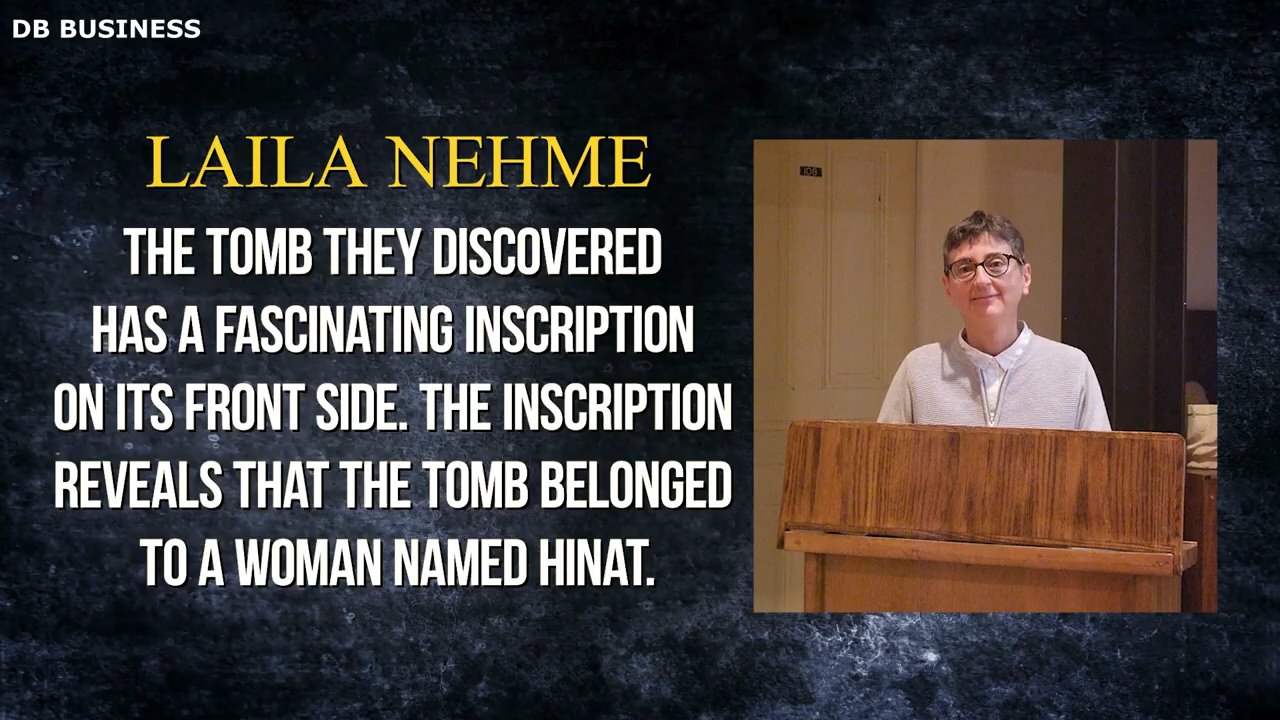 DB BUSINESS
LAILA NEHME
THE TOMB THEY DISCOVERED
HAS A FASCINATING INSCRIPTION
ON ITS FRONT SIDE. THE INSCRIPTION
REVEALS THAT THE TOMB BELONGED
TO A WOMAN NAMED HINAT.
106